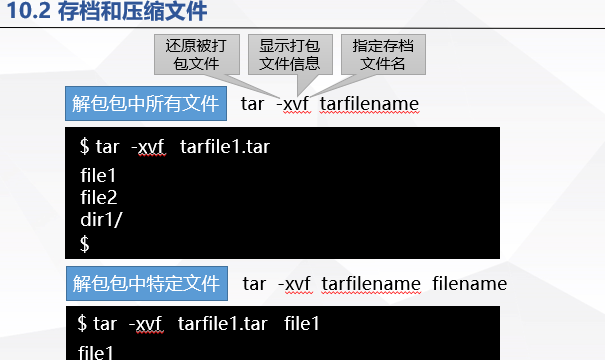 10.2 存档和压缩文件
还原被打
包文件
显示打包
文件信息
指定存档
文件名
解包包中所有文件
tar -xvf tarfilename
$ tar -xvf tarfile1.tar
file1
file2
dir1/
$
解包包中特定文件
tar -xvf tarfilename filename
$ tar -xvf tarfile1.tar file1
file1